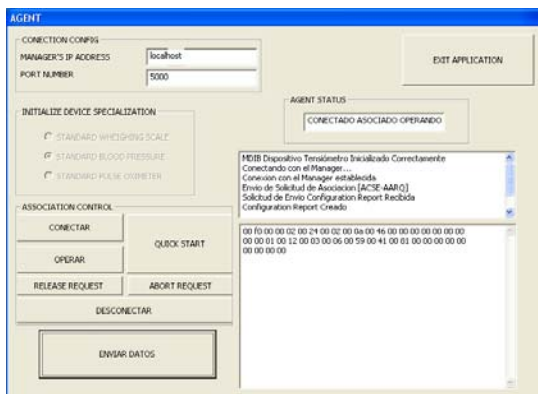 AGENT
CONECTION CONFIG
MANAGER'S IP ADDRESS
localhost
PORT NUMBER
5000
EXIT APPLICATION
INITIALIZE DEVICE SPECIALIZATION
STANDARD WHEIGHING SCALE
STANDARD BLOOD PRESSURE
STANDARD PULSE OXIMETER
AGENT STATUS
CONECTADO ASOCIADO OPERANDO
MDIB Dispositivo Tensiómetro Inicializado Correctamente
Conectando con el Manager...
Conexion con el Manager establecida
Envio de Solicitud de Asociacion [ACSE-AARQ]
Solicitud de Envio Configuration Report Recibida
Configuration Report Creado
ASSOCIATION CONTROL
CONECTAR
QUICK START
OPERAR
RELEASE REQUEST
ABORT REQUEST
DESCONECTAR
ENVIAR DATOS
00 f0 00 00 02 00 24 00 02 00 0a 00 46 00 00 00 00 00 00 00
00 00 01 00 12 00 03 00 06 00 59 00 41 00 01 00 00 00 00 00
00 00 00 00